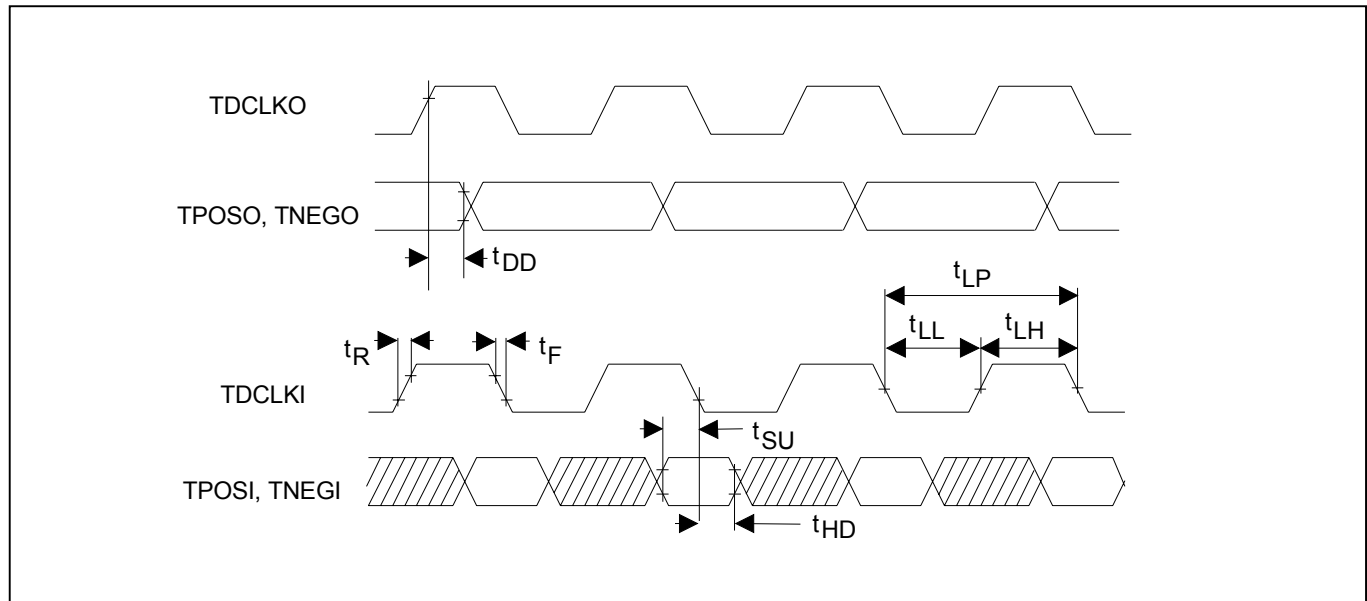 TDCLKO
TPOSO, TNEGO
tDD
tLP
tLL
tLH
tR
tF
TDCLKI
tSU
TPOSI, TNEGI
tHD